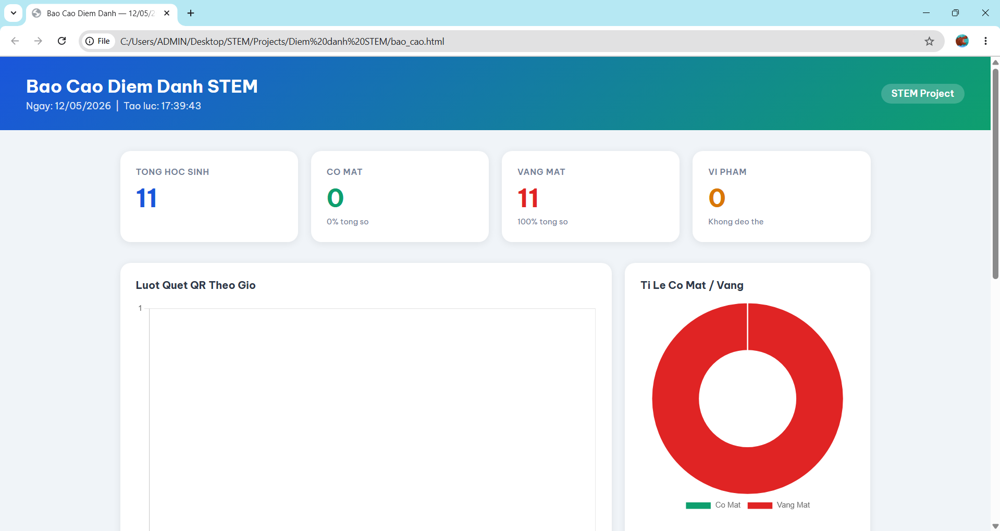 Bao Cao Diem Danh — 12/05/2
File
C:/Users/ADMIN/Desktop/STEM/Projects/Diem%20danh%20STEM/bao_cao.html
Bao Cao Diem Danh STEM
Ngay: 12/05/2026 | Tao luc: 17:39:43
STEM Project
TONG HOC SINH
11
CO MAT
0
0% tong so
VANG MAT
11
100% tong so
VI PHAM
0
Khong deo the
Luot Quet QR Theo Gio
1
Ti Le Co Mat / Vang
Co Mat
Vang Mat